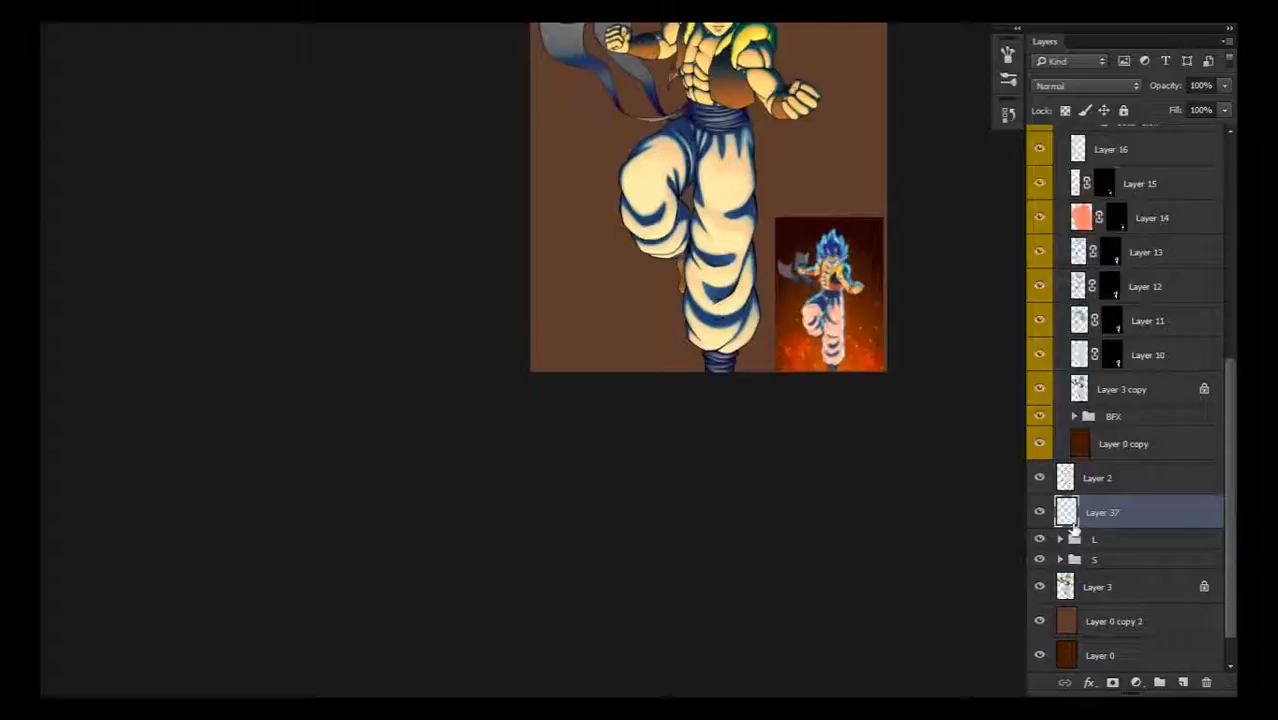 Layers
Kind
Normal
Opacity: 100%
Lock:
Fill: 100%
Layer 16
Layer 15
Layer 14
Layer 13
Layer 12
Layer 11
Layer 10
Layer 3 copy
BFX
Layer 0 copy
Layer 2
Layer 37
L
S
Layer 3
Layer 0 copy 2
Layer 0
fx